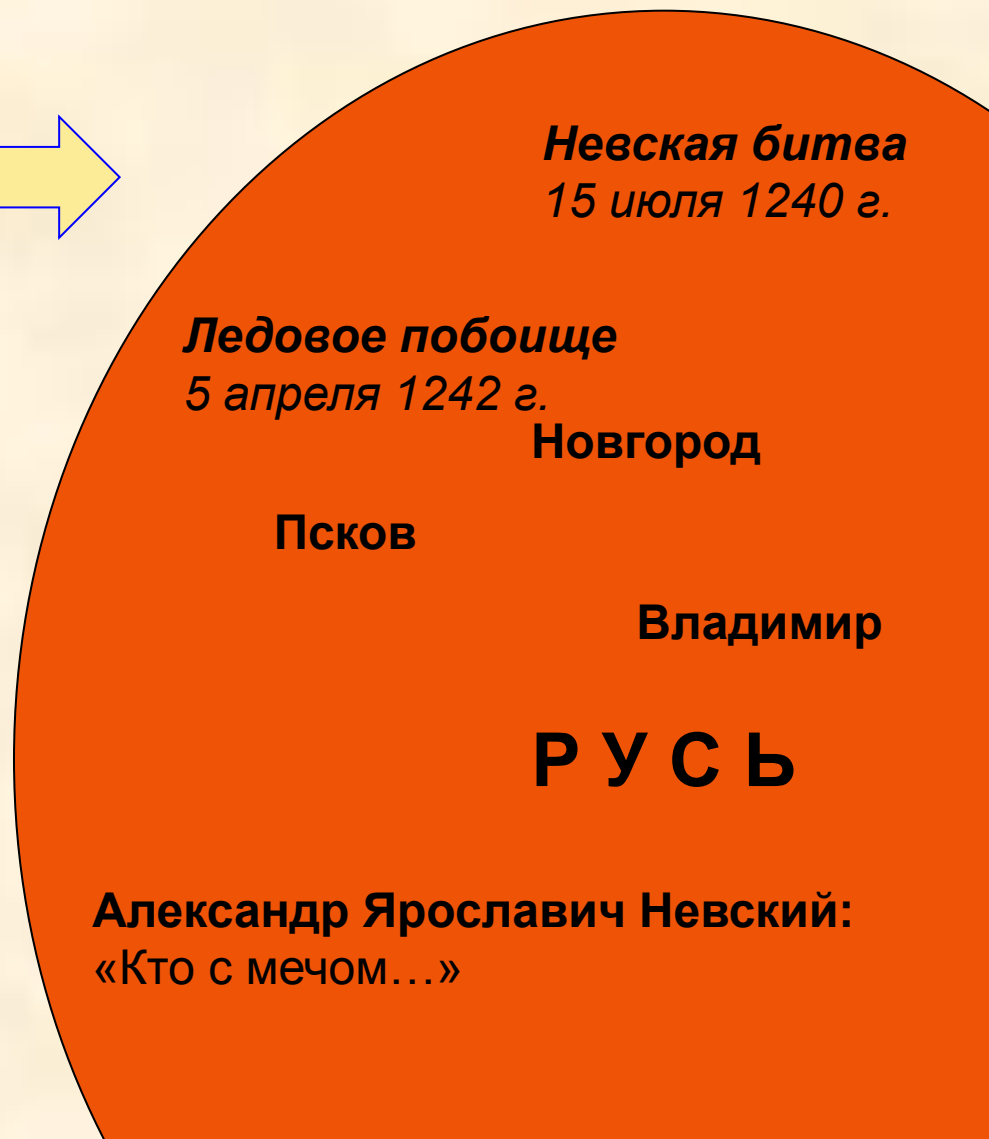 Невская битва
15 июля 1240 г.
Ледовое побоище
5 апреля 1242 г.
Новгород
Псков
Владимир
Р У С Ь
Александр Ярославич Невский:
«Кто с мечом…»